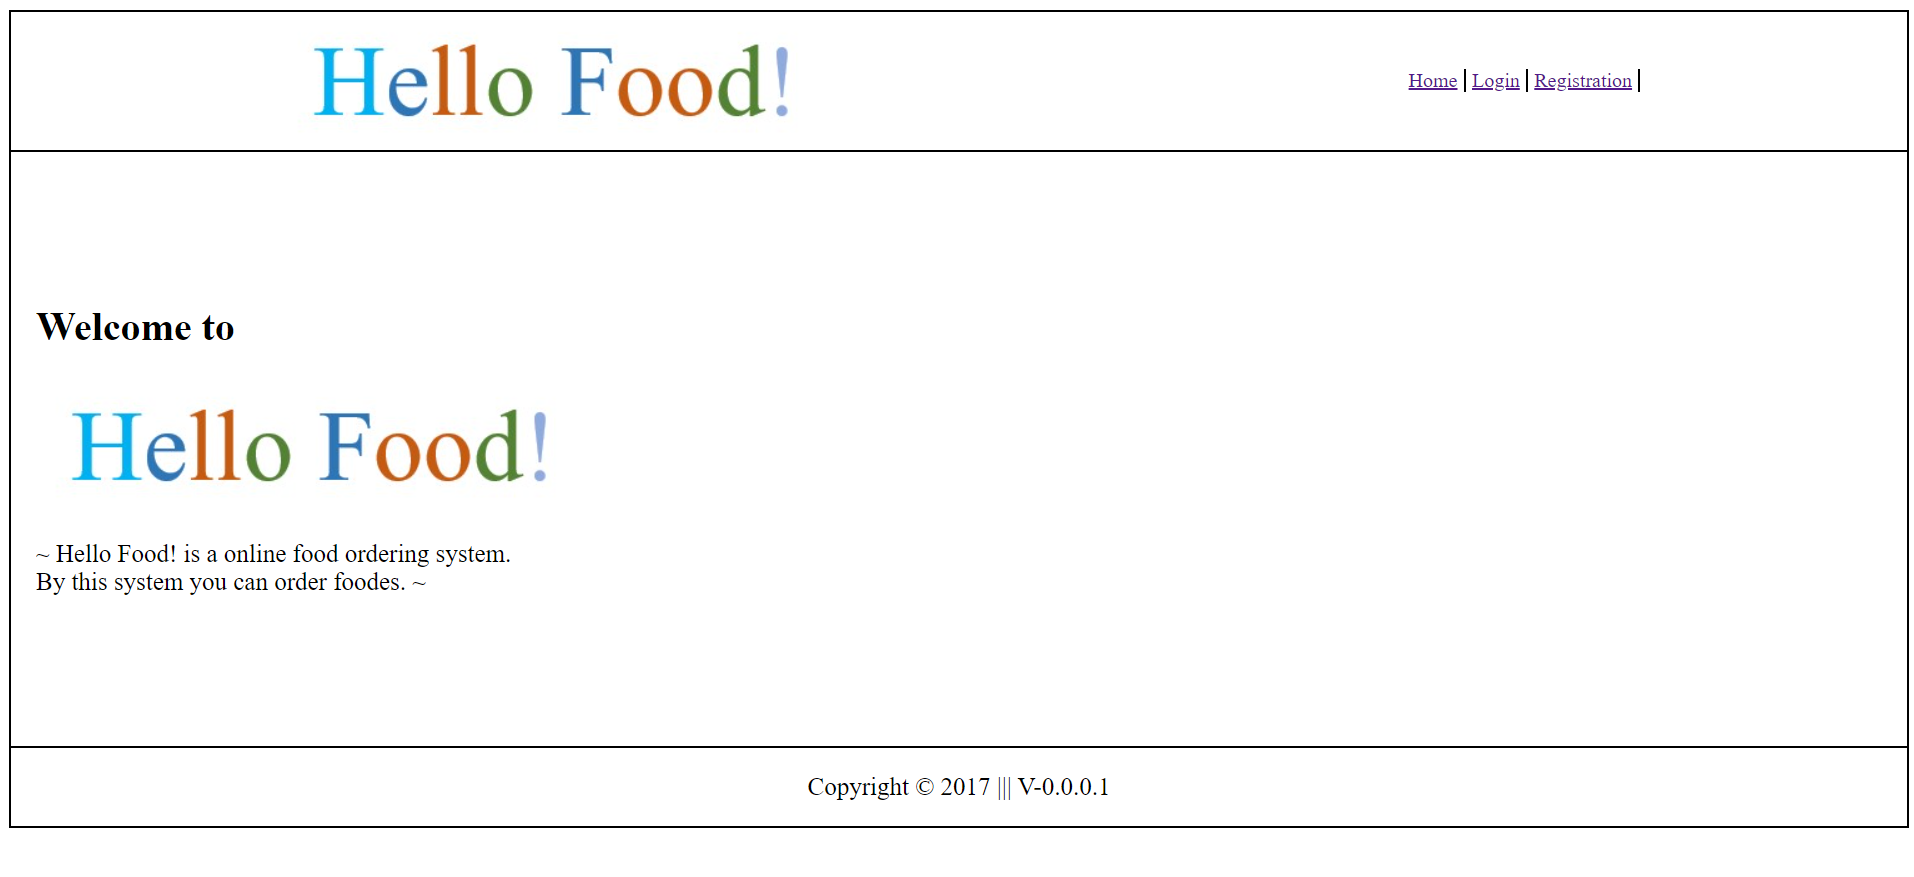 Hello Food!
Home | Login | Registration |
Welcome to
Hello Food!
~ Hello Food! is a online food ordering system.
By this system you can order foodes. ~
Copyright © 2017 ||| V-0.0.0.1